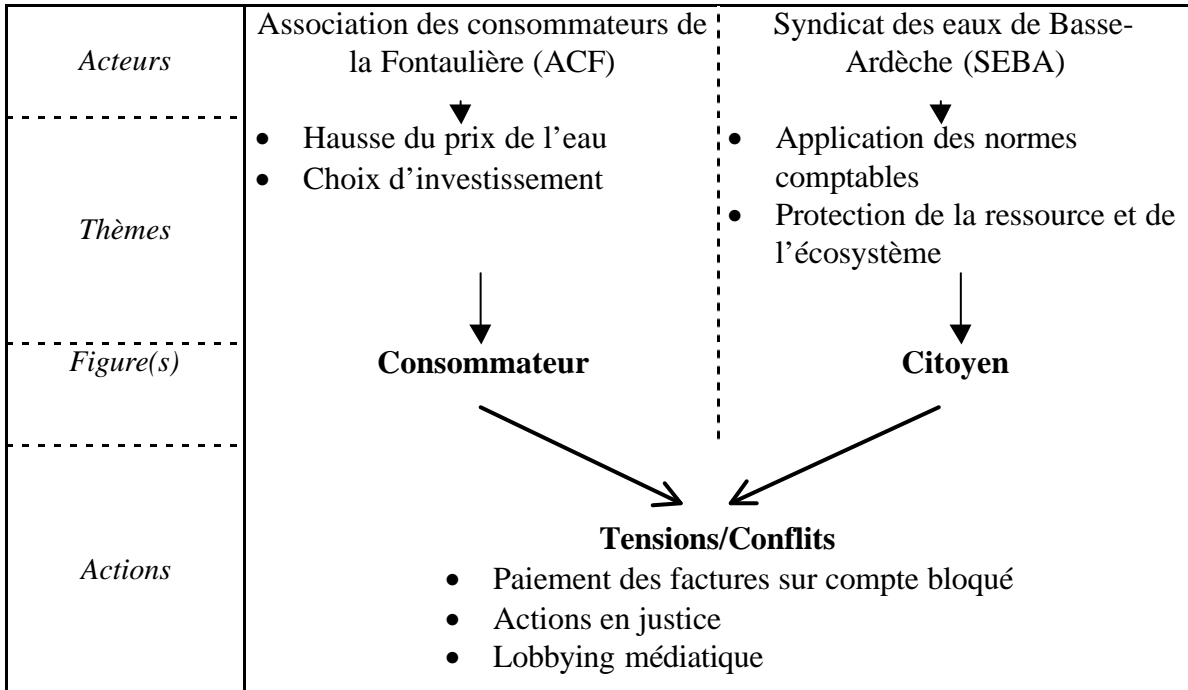 Acteurs
Association des consommateurs de
la Fontaulière (ACF)
Syndicat des eaux de Basse-
Ardèche (SEBA)
Thèmes
• Hausse du prix de l’eau
• Choix d’investissement
• Application des normes
comptables
• Protection de la ressource et de
l’écosystème
Figure(s)
Consommateur
Citoyen
Actions
Tensions/Conflits
• Paiement des factures sur compte bloqué
• Actions en justice
• Lobbying médiatique